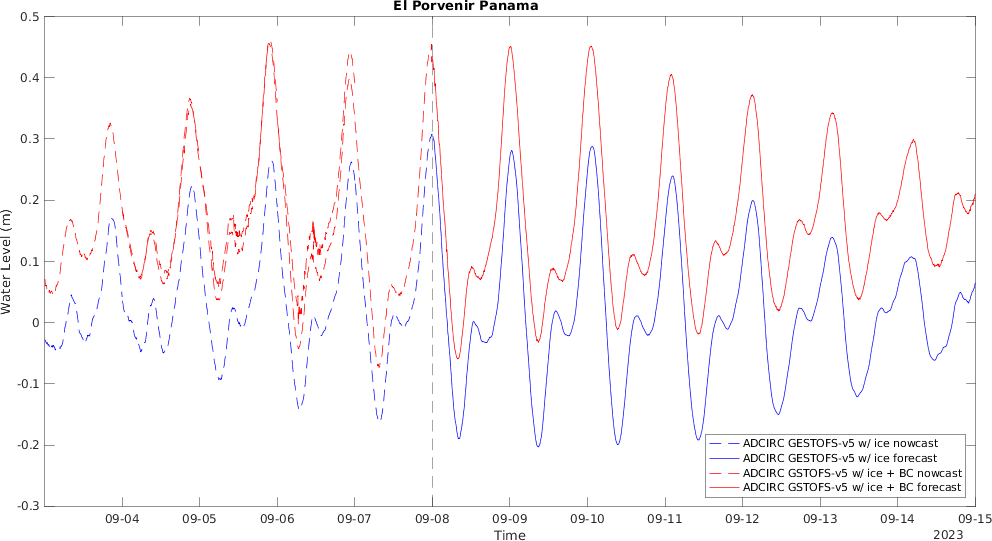 El Porvenir Panama
0.5
0.4
0.3
0.2
0.1
0
-0.1
-0.2
-0.3
Water Level (m)
ADCIRC GESTOFS-v5 w/ ice nowcast
ADCIRC GESTOFS-v5 w/ ice forecast
ADCIRC GSTOFS-v5 w/ ice + BC nowcast
ADCIRC GSTOFS-v5 w/ ice + BC forecast
09-04 09-05 09-06 09-07 09-08 09-09 09-10 09-11 09-12 09-13 09-14 09-15
Time
2023